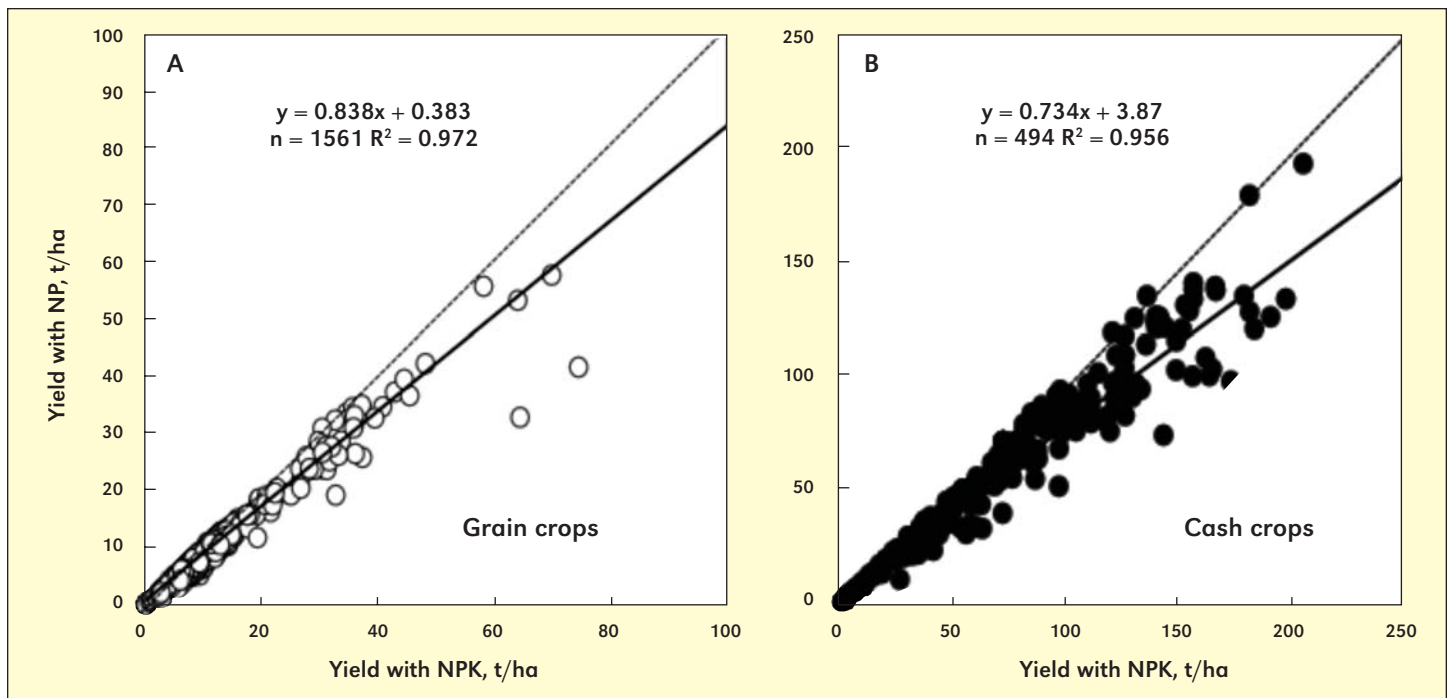 A
y = 0.838x + 0.383
n = 1561 R² = 0.972
Grain crops
Yield with NP, t/ha
100
90
80
70
60
50
40
30
20
10
0
0 20 40 60 80 100
Yield with NPK, t/ha
B
y = 0.734x + 3.87
n = 494 R² = 0.956
Cash crops
250
200
150
100
50
0
0 50 100 150 200 250
Yield with NPK, t/ha